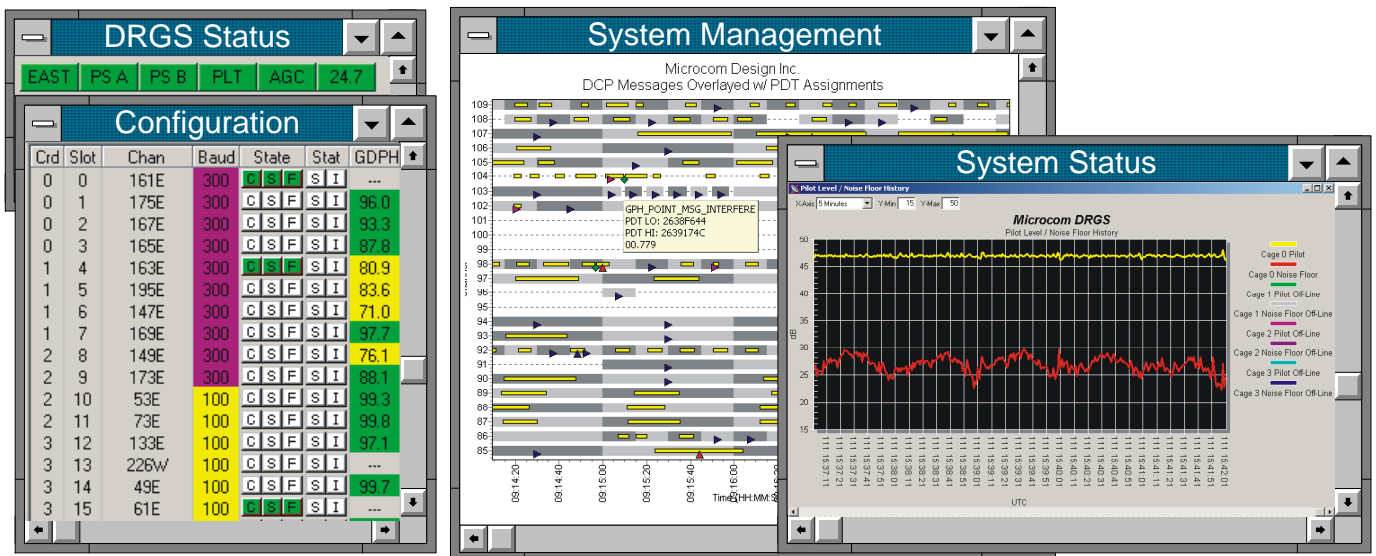 DRGS Status
EAST PS A PS B PLT AGC 24.7
Configuration
Crd Slot Chan Baud State Stat GDPH
0 0 161E 300 C S F S I ---
0 1 175E 300 C S F S I 96.0
0 2 167E 300 C S F S I 93.3
0 3 165E 300 C S F S I 87.8
1 4 163E 300 C S F S I 80.9
1 5 195E 300 C S F S I 83.6
1 6 147E 300 C S F S I 71.0
1 7 169E 300 C S F S I 97.7
2 8 149E 300 C S F S I 76.1
2 9 173E 300 C S F S I 88.1
2 10 53E 100 C S F S I 99.3
2 11 73E 100 C S F S I 99.8
3 12 133E 100 C S F S I 97.1
3 13 226W 100 C S F S I ---
3 14 49E 100 C S F S I 99.7
3 15 61E 100 C S F S I
System Management
Microcom Design Inc.
DCP Messages Overlayed w/ PDT Assignments
109
108
107
106
105
104
103
102
101
100
99
98
97
96
95
94
93
92
91
90
89
88
87
86
85
GPH_POINT_MSG_INTERFERE
PDT LO: 2638F644
PDT HI: 2639174C
00.779
09:14:20 09:14:40 09:15:00 09:15:20 09:15:40 09:16:00
Time (HH:MM:S
System Status
Pilot Level / Noise Floor History
X-Axis 5 Minutes Y-Min 15 Y-Max 50
Microcom DRGS
Pilot Level / Noise Floor History
50
45
40
35
30
25
20
15
dB
Cage 0 Pilot
Cage 0 Noise Floor
Cage 1 Pilot Off-Line
Cage 1 Noise Floor Off-Line
Cage 2 Pilot Off-Line
Cage 2 Noise Floor Off-Line
Cage 3 Pilot Off-Line
Cage 3 Noise Floor Off-Line
UTC